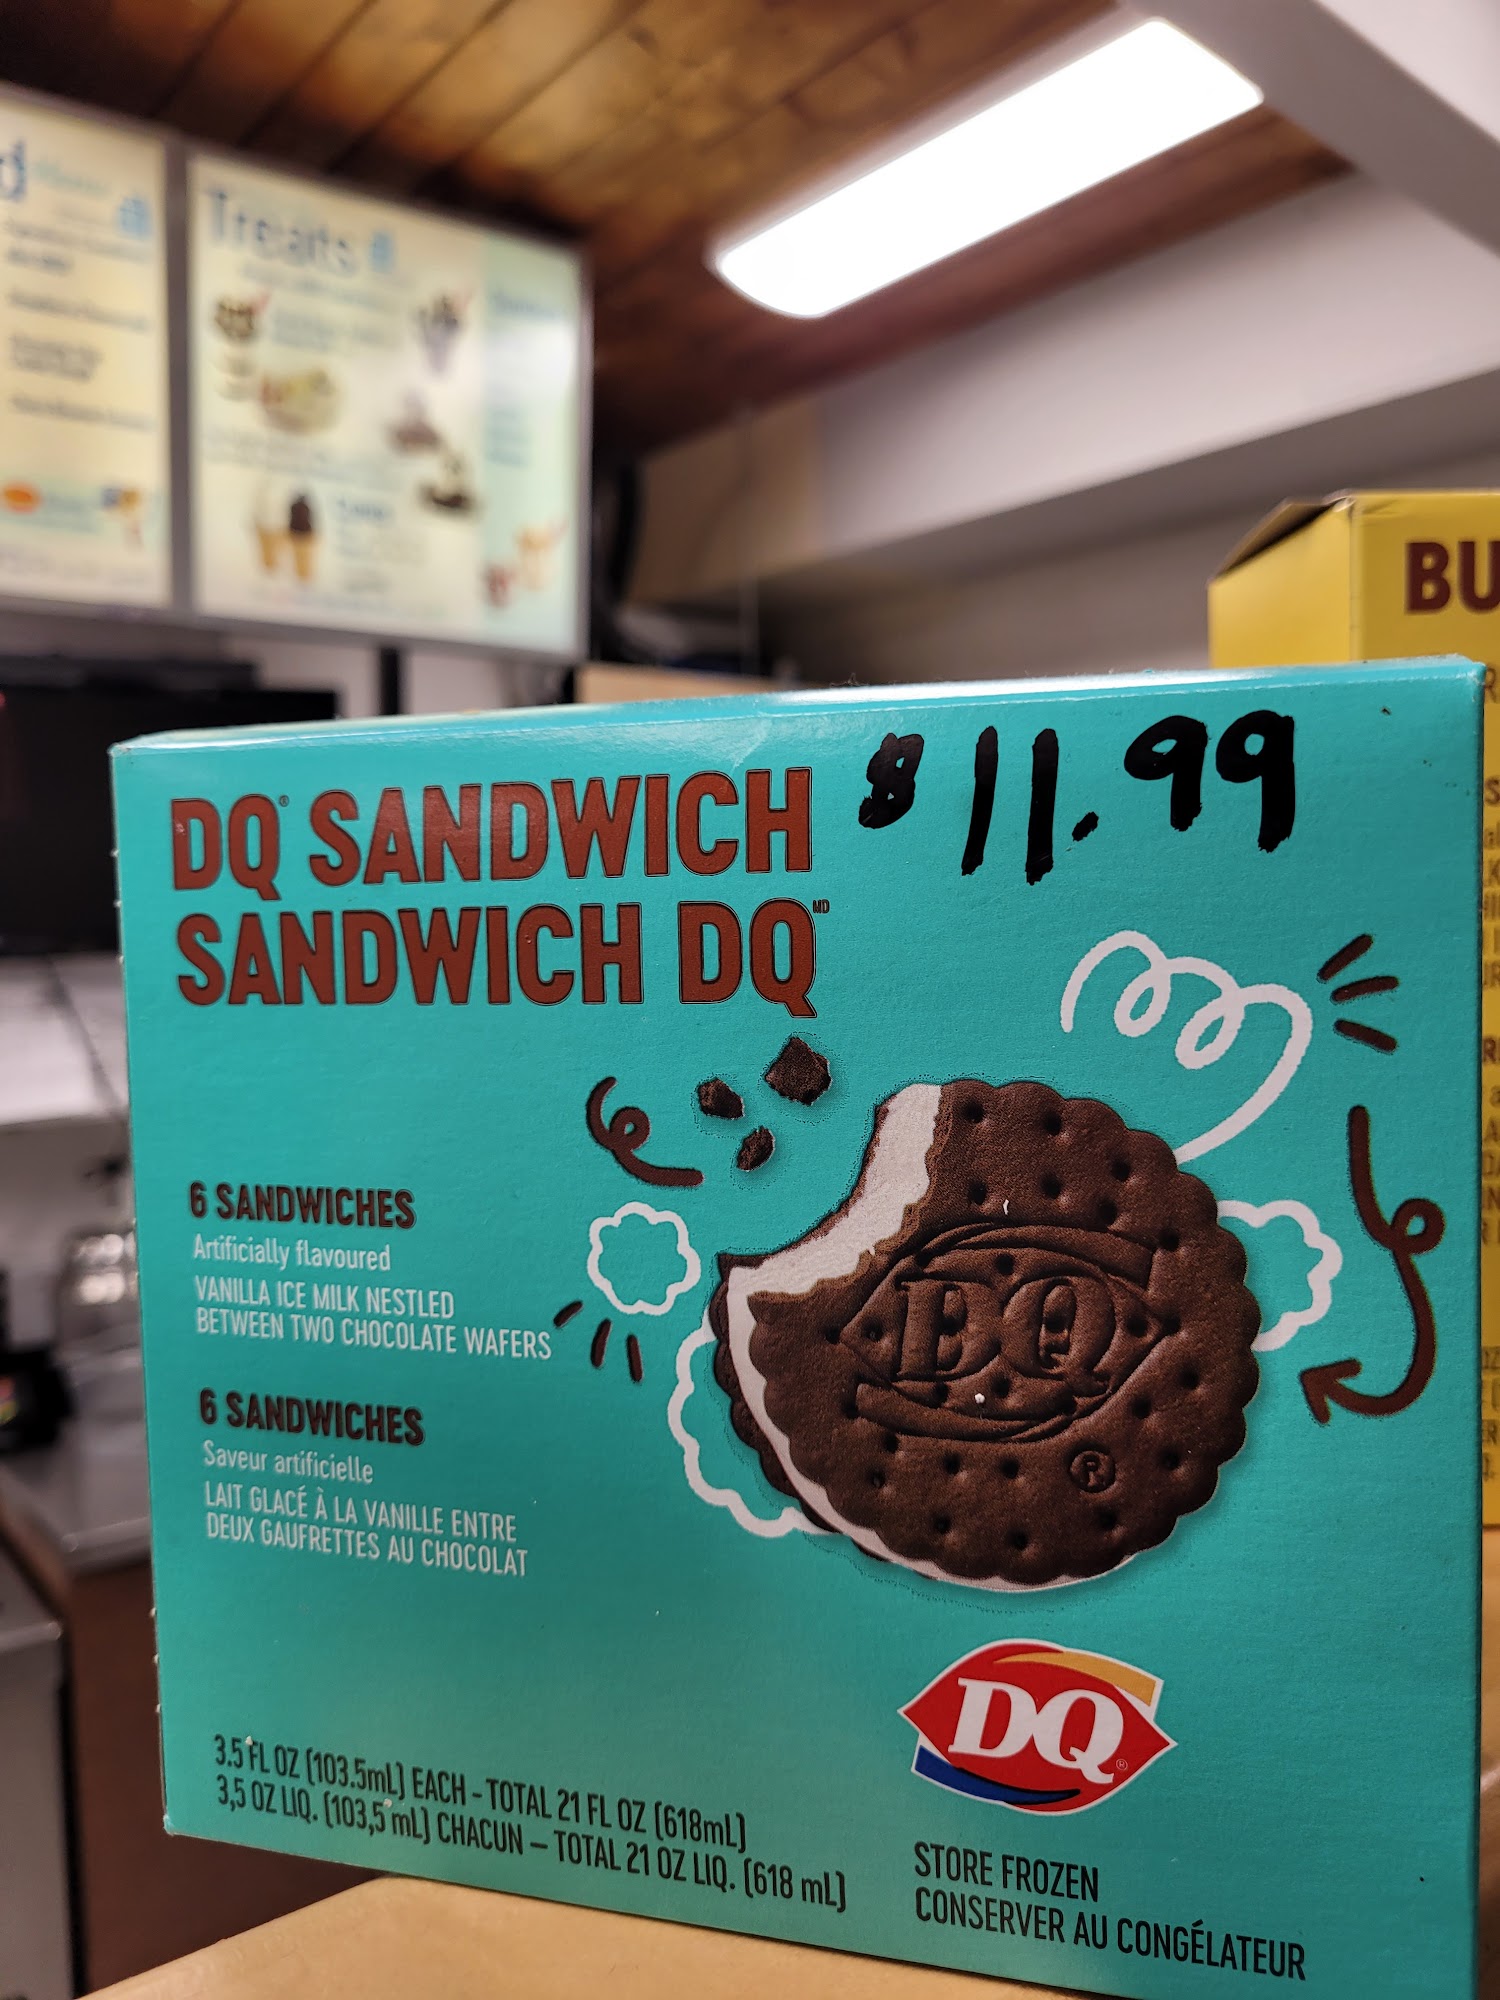 Treats
BU
$11.99
DQ® SANDWICH
SANDWICH DQMD
6 SANDWICHES
Artificially flavoured
VANILLA ICE MILK NESTLED
BETWEEN TWO CHOCOLATE WAFERS
6 SANDWICHES
Saveur artificielle
LAIT GLACÉ À LA VANILLE ENTRE
DEUX GAUFRETTES AU CHOCOLAT
DQ
®
DQ®
3.5 FL OZ (103.5mL) EACH - TOTAL 21 FL OZ (618mL)
3,5 OZ LIQ. (103,5 mL) CHACUN – TOTAL 21 OZ LIQ. (618 mL)
STORE FROZEN
CONSERVER AU CONGÉLATEUR